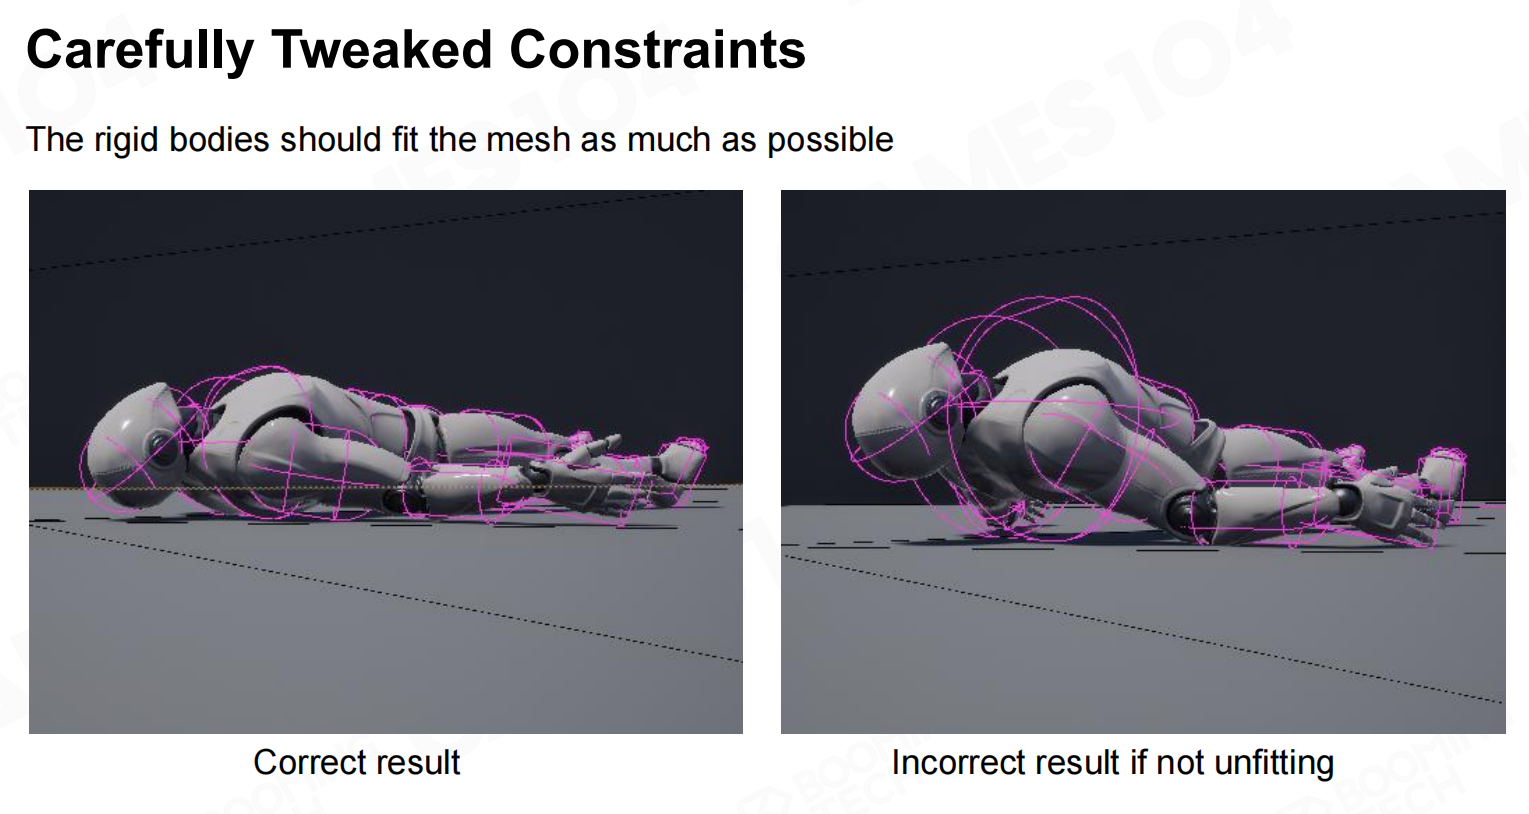 Carefully Tweaked Constraints
The rigid bodies should fit the mesh as much as possible
Correct result
Incorrect result if not unfitting